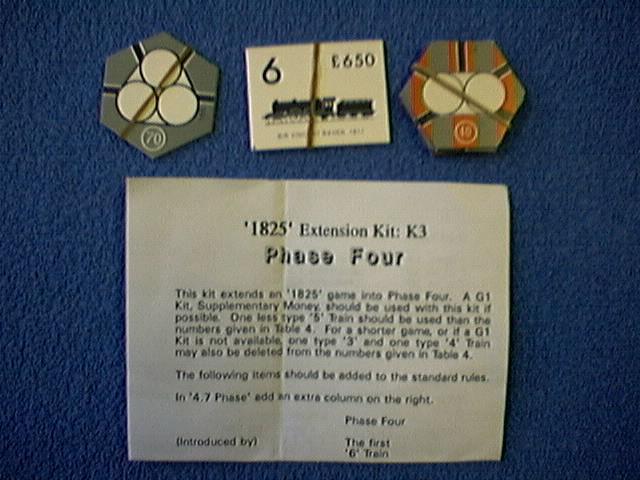 70
6 £650
40
'1825' Extension Kit: K3
Phase Four
This kit extends an '1825' game into Phase Four. A G1
Kit, Supplementary Money, should be used with this kit if
possible. One less type '5' Train should be used than the
numbers given in Table 4. For a shorter game, or if a G1
Kit is not available, one type '3' and one type '4' Train
may also be deleted from the numbers given in Table 4.
The following items should be added to the standard rules.
In '4.7 Phase' add an extra column on the right.
Phase Four
(Introduced by) The first
'6' Train